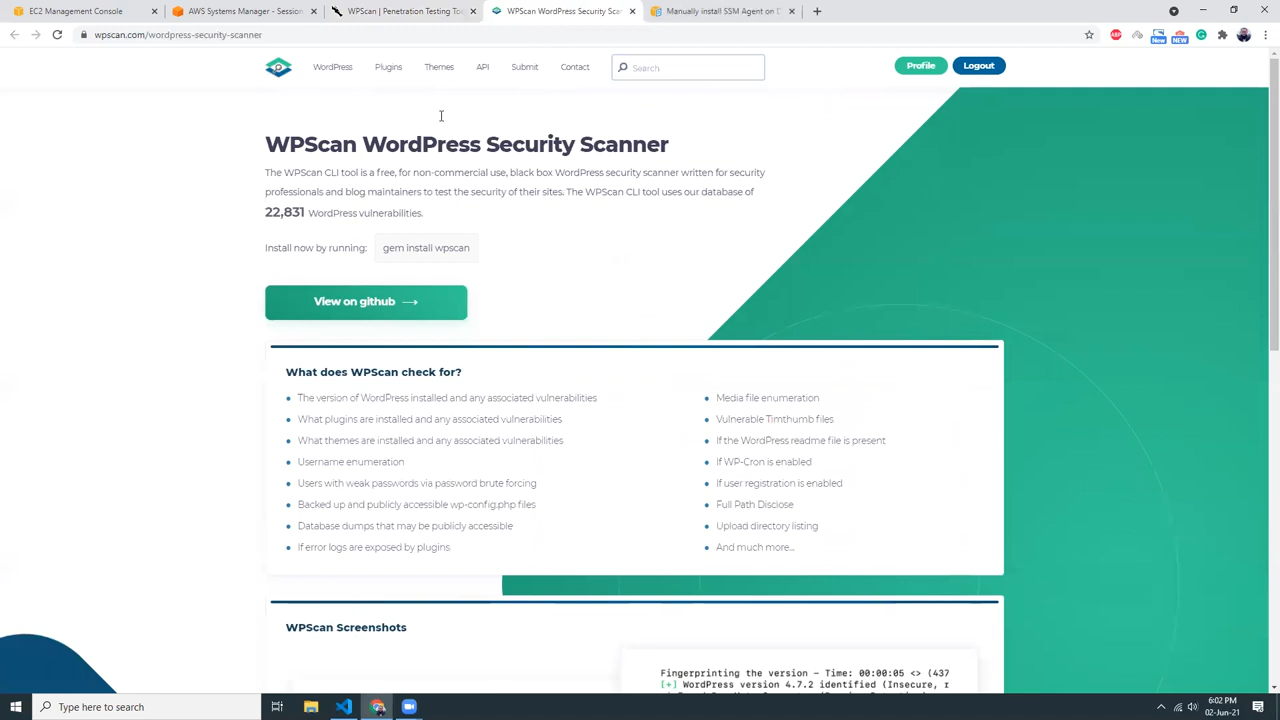 EC2 Management Console
AWS Systems Manager - Session
WPScan | Penetration Testing Too
WPScan WordPress Security Scan
Manually install SSM Agent on D
wpscan.com/wordpress-security-scanner
ABP
New
NEW
WordPress
Plugins
Themes
API
Submit
Contact
Search
Profile
Logout
WPScan WordPress Security Scanner
The WPScan CLI tool is a free, for non-commercial use, black box WordPress security scanner written for security
professionals and blog maintainers to test the security of their sites. The WPScan CLI tool uses our database of
22,831 WordPress vulnerabilities.
Install now by running: gem install wpscan
View on github ⟶
What does WPScan check for?
The version of WordPress installed and any associated vulnerabilities
What plugins are installed and any associated vulnerabilities
What themes are installed and any associated vulnerabilities
Username enumeration
Users with weak passwords via password brute forcing
Backed up and publicly accessible wp-config.php files
Database dumps that may be publicly accessible
If error logs are exposed by plugins
Media file enumeration
Vulnerable Timthumb files
If the WordPress readme file is present
If WP-Cron is enabled
If user registration is enabled
Full Path Disclose
Upload directory listing
And much more...
WPScan Screenshots
Fingerprinting the version - Time: 00:00:05 <> (437
[+] WordPress version 4.7.2 identified (Insecure, r
Type here to search
6:02 PM
02-Jun-21